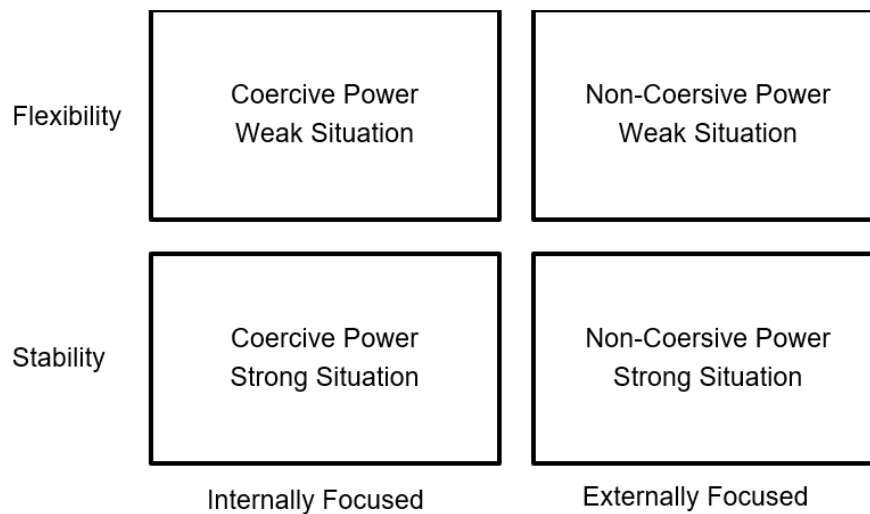 Flexibility
Coercive Power
Weak Situation
Non-Coersive Power
Weak Situation
Stability
Coercive Power
Strong Situation
Non-Coersive Power
Strong Situation
Internally Focused
Externally Focused